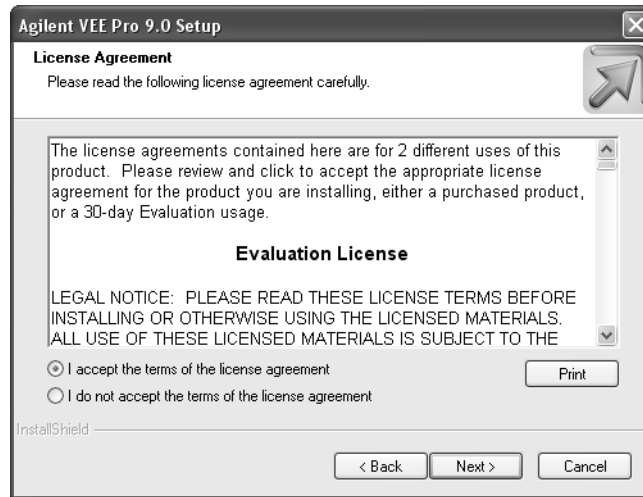 Agilent VEE Pro 9.0 Setup
License Agreement
Please read the following license agreement carefully.
The license agreements contained here are for 2 different uses of this
product.  Please review and click to accept the appropriate license
agreement for the product you are installing, either a purchased product,
or a 30-day Evaluation usage.
Evaluation License
LEGAL NOTICE:  PLEASE READ THESE LICENSE TERMS BEFORE
INSTALLING OR OTHERWISE USING THE LICENSED MATERIALS.
ALL USE OF THESE LICENSED MATERIALS IS SUBJECT TO THE
I accept the terms of the license agreement
Print
I do not accept the terms of the license agreement
InstallShield
< Back Next > Cancel